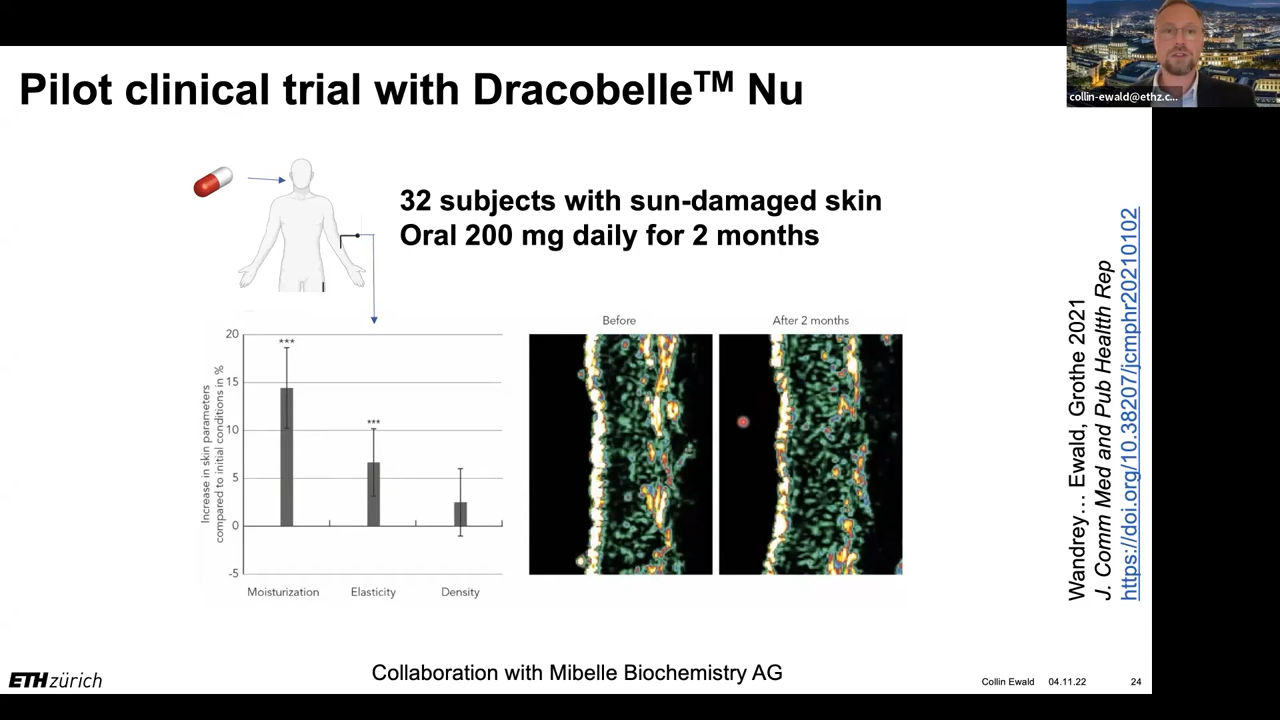 collin-ewald@ethz.c...
Pilot clinical trial with Dracobelle™ Nu
32 subjects with sun-damaged skin
Oral 200 mg daily for 2 months
Increase in skin parameters
compared to initial conditions in %
20
15
10
5
0
-5
***
***
Moisturization
Elasticity
Density
Before
After 2 months
Wandrey… Ewald, Grothe 2021
J. Comm Med and Pub Health Rep
https://doi.org/10.38207/jcmphr20210102
Collaboration with Mibelle Biochemistry AG
ETH zürich
Collin Ewald 04.11.22 24